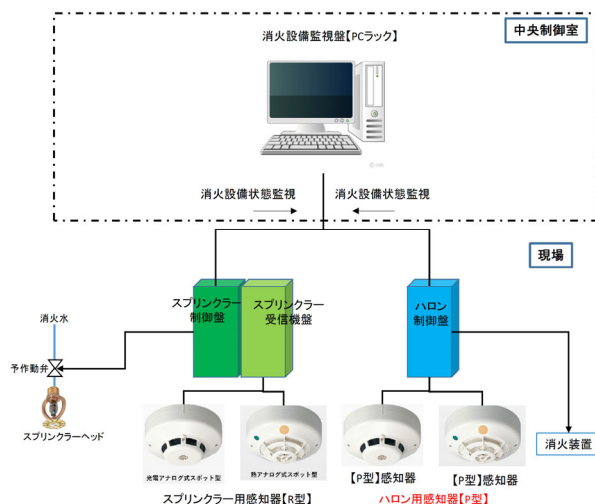 中央制御室
消火設備監視盤【PCラック】
消火設備状態監視 消火設備状態監視
現場
スプリンクラー
制御盤
スプリンクラー
受信機盤
ハロン
制御盤
消火水
予作動弁
スプリンクラーヘッド
消火装置
光電アナログ式スポット型
熱アナログ式スポット型
【P型】感知器
【P型】感知器
スプリンクラー用感知器【R型】
ハロン用感知器【P型】